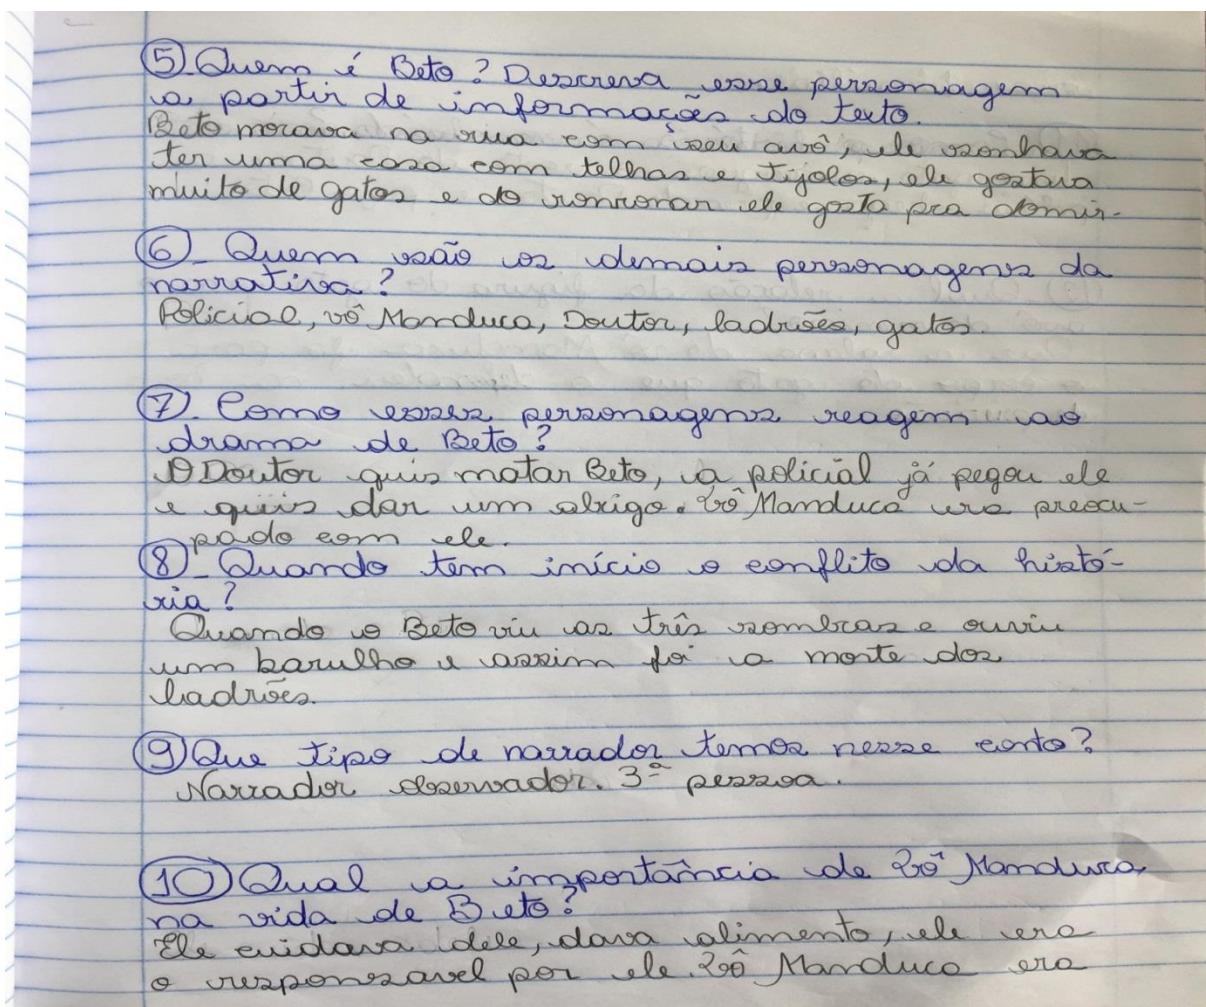 5) Quem é Beto? Descreva esse personagem
a partir de informações do texto.
Beto morava na rua com seu avô, ele sonhava
ter uma casa com telhas e tijolos, ele gostava
muito de gatos e do ronronar ele gosta pra dormir.
6)_ Quem são os demais personagens da
narrativa?
Policial, vô Manduca, Doutor, ladrões, gatos.
7). Como esses personagens reagem ao
drama de Beto?
O Doutor quis matar Beto, a policial já pegou ele
e quis dar um abrigo. Vô Manduca era preocu-
pado com ele.
8)_ Quando tem início o conflito da histó-
ria?
Quando o Beto viu as três sombras e ouviu
um barulho e assim foi a morte dos
ladrões.
9) Que tipo de narrador temos nesse conto?
Narrador observador. 3ª pessoa.
10) Qual a importância de Vô Manduca
na vida de Beto?
Ele cuidava dele, dava alimento, ele era
o responsavel por ele. Vô Manduca era